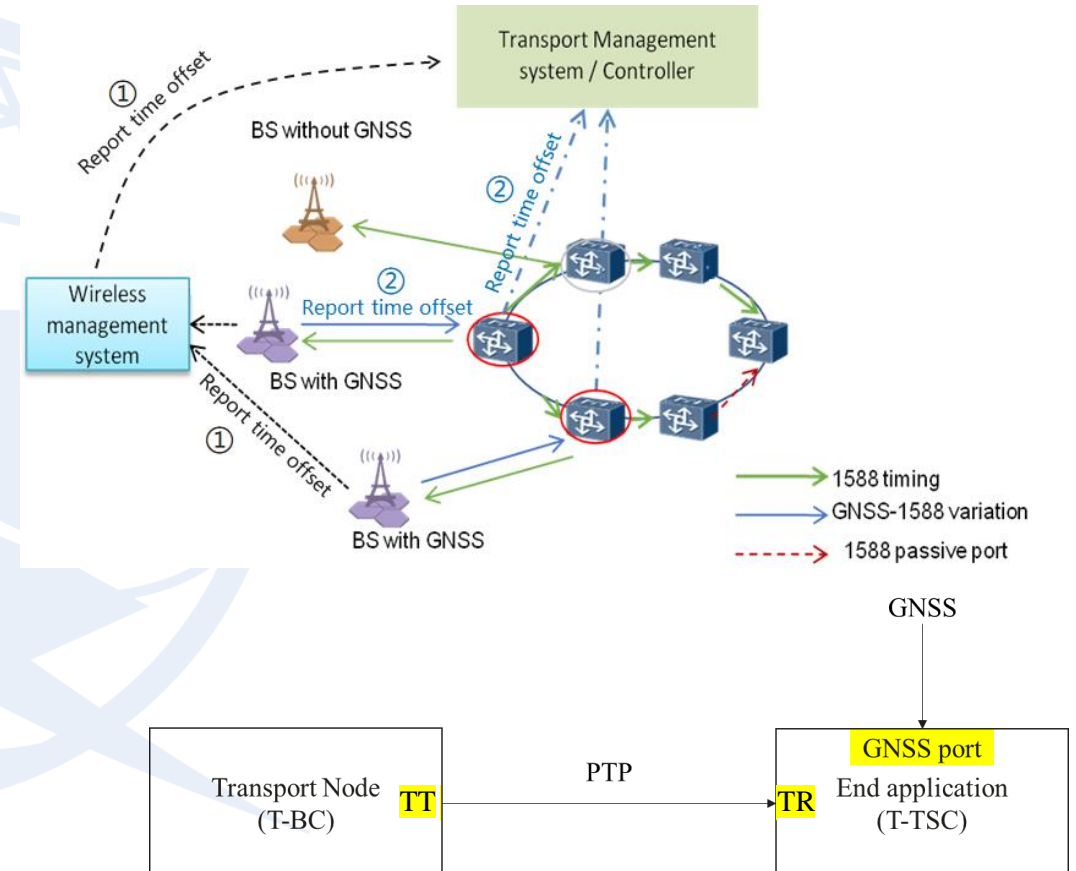 Transport Management
system / Controller
①
Report time offset
BS without GNSS
②
Report time offset
Wireless
management
system
②
Report time offset
BS with GNSS
①
Report time offset
BS with GNSS
1588 timing
GNSS-1588 variation
1588 passive port
GNSS
GNSS port
Transport Node
(T-BC)
TT
PTP
TR
End application
(T-TSC)